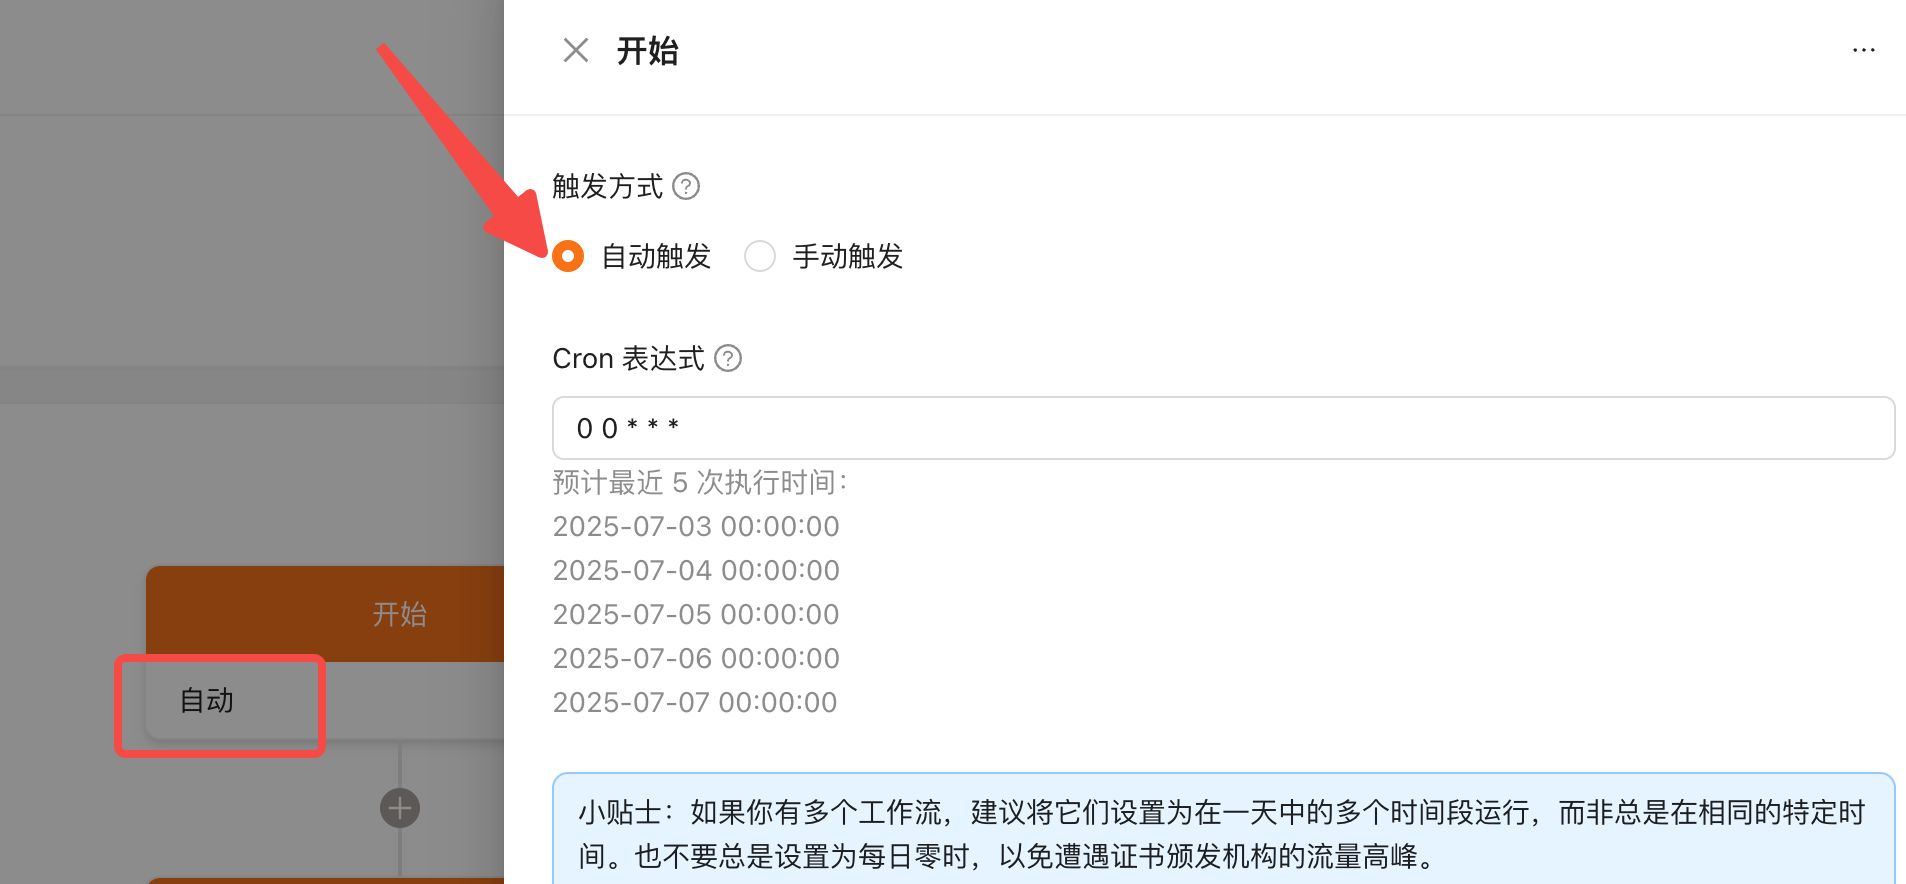 开始
···
触发方式 ?
自动触发 手动触发
Cron 表达式 ?
0 0 * * *
预计最近 5 次执行时间:
2025-07-03 00:00:00
2025-07-04 00:00:00
2025-07-05 00:00:00
2025-07-06 00:00:00
2025-07-07 00:00:00
小贴士：如果你有多个工作流，建议将它们设置为在一天中的多个时间段运行，而非总是在相同的特定时
间。也不要总是设置为每日零时，以免遭遇证书颁发机构的流量高峰。
开始
自动